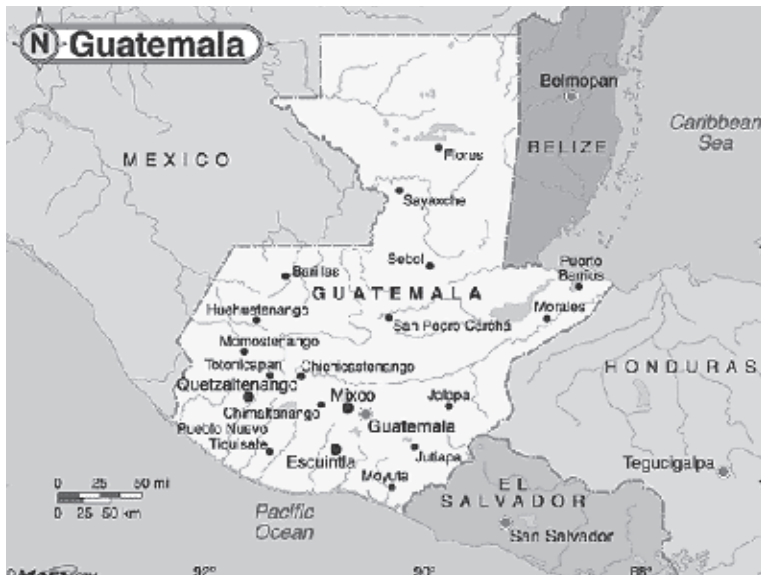 N Guatemala
Belmopan
Caribbean
Sea
MEXICO
BELIZE
Flores
Sayaxche
Sebol
Puerto
Barrios
Barillas
GUATEMALA
Huehuetenango
San Pedro Carcha
Morales
Momostenango
Totonicapan
Chichicastenango
HONDURAS
Quetzaltenango
Mixco
Jalapa
Chimaltenango
Guatemala
Pueblo Nuevo
Tiquisate
Escuintla
Jutiapa
Moyuta
Tegucigalpa
0 25 50 mi
0 25 50 km
EL
SALVADOR
Pacific
Ocean
San Salvador
92° 90 88°